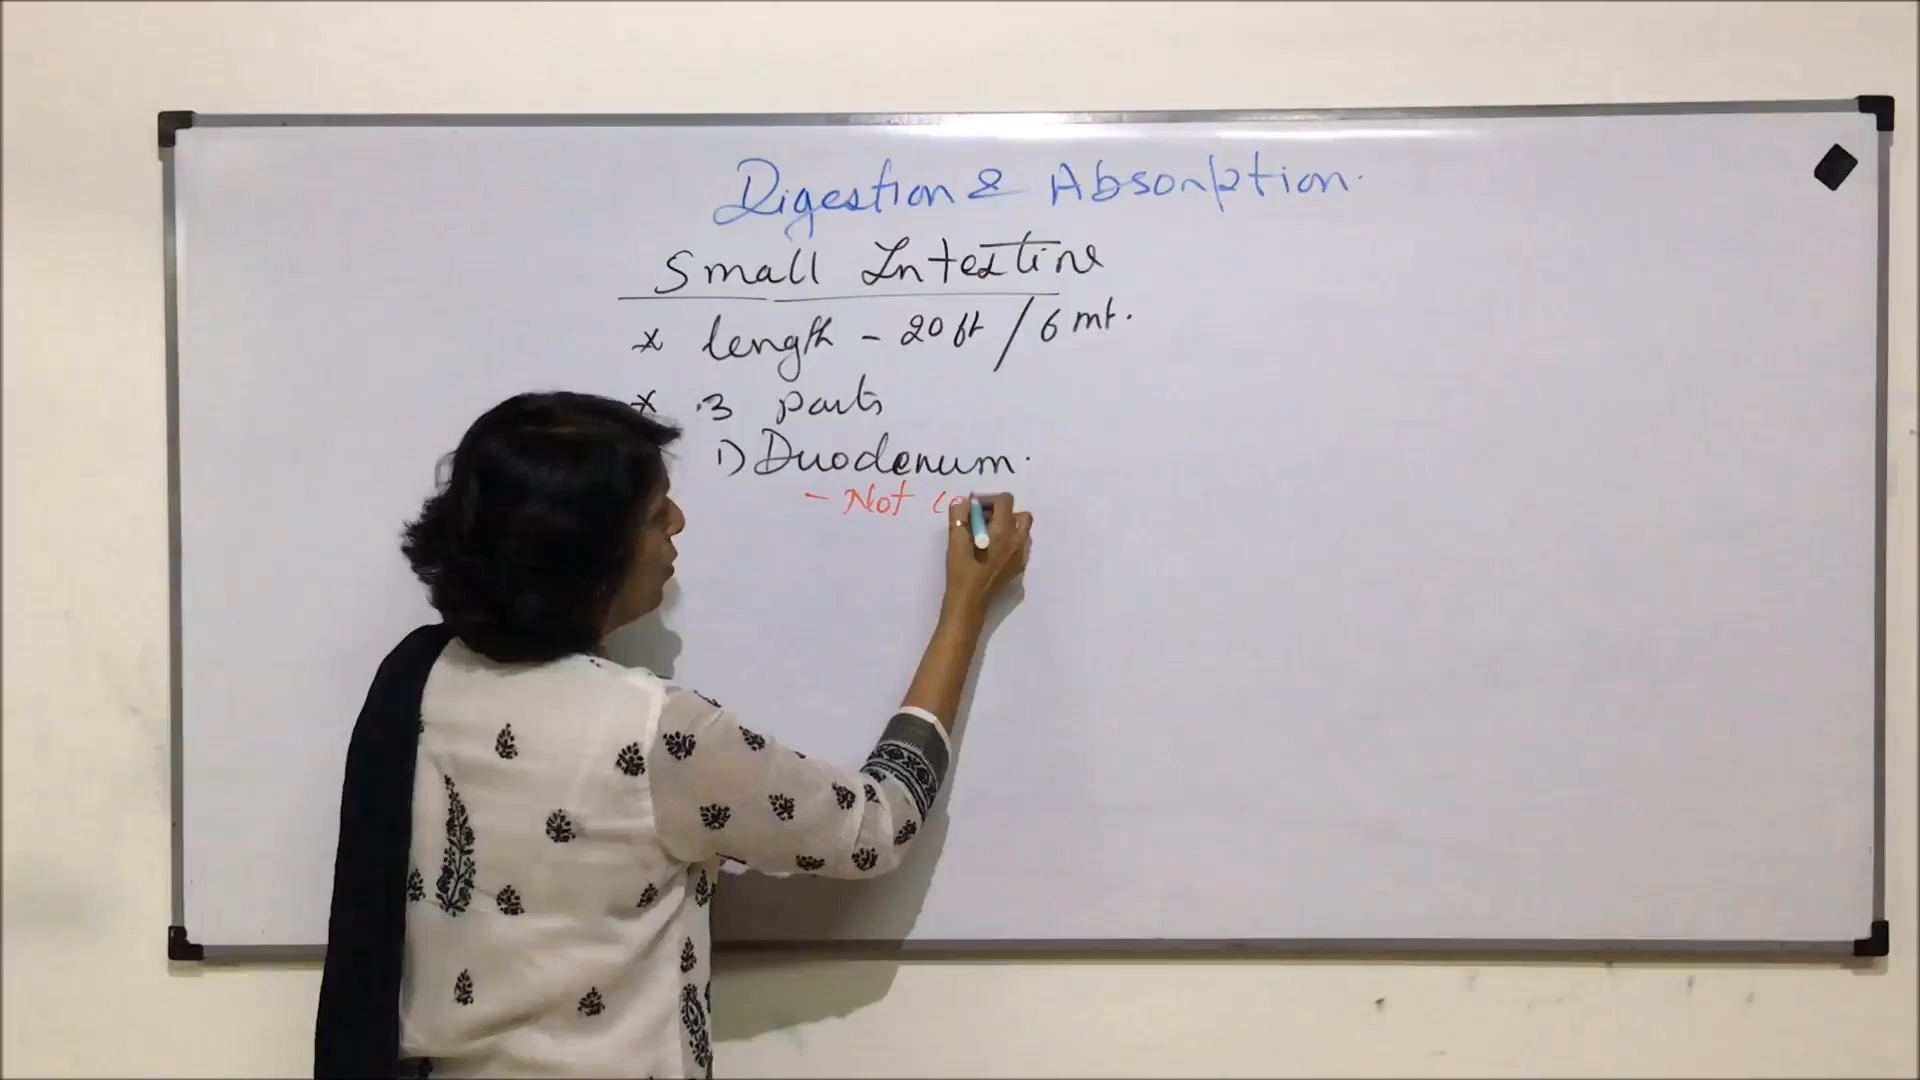 Digestion & Absorption.
Small Intestine
* length - 20 ft / 6 mt.
* 3 parts
1) Duodenum.
- Not